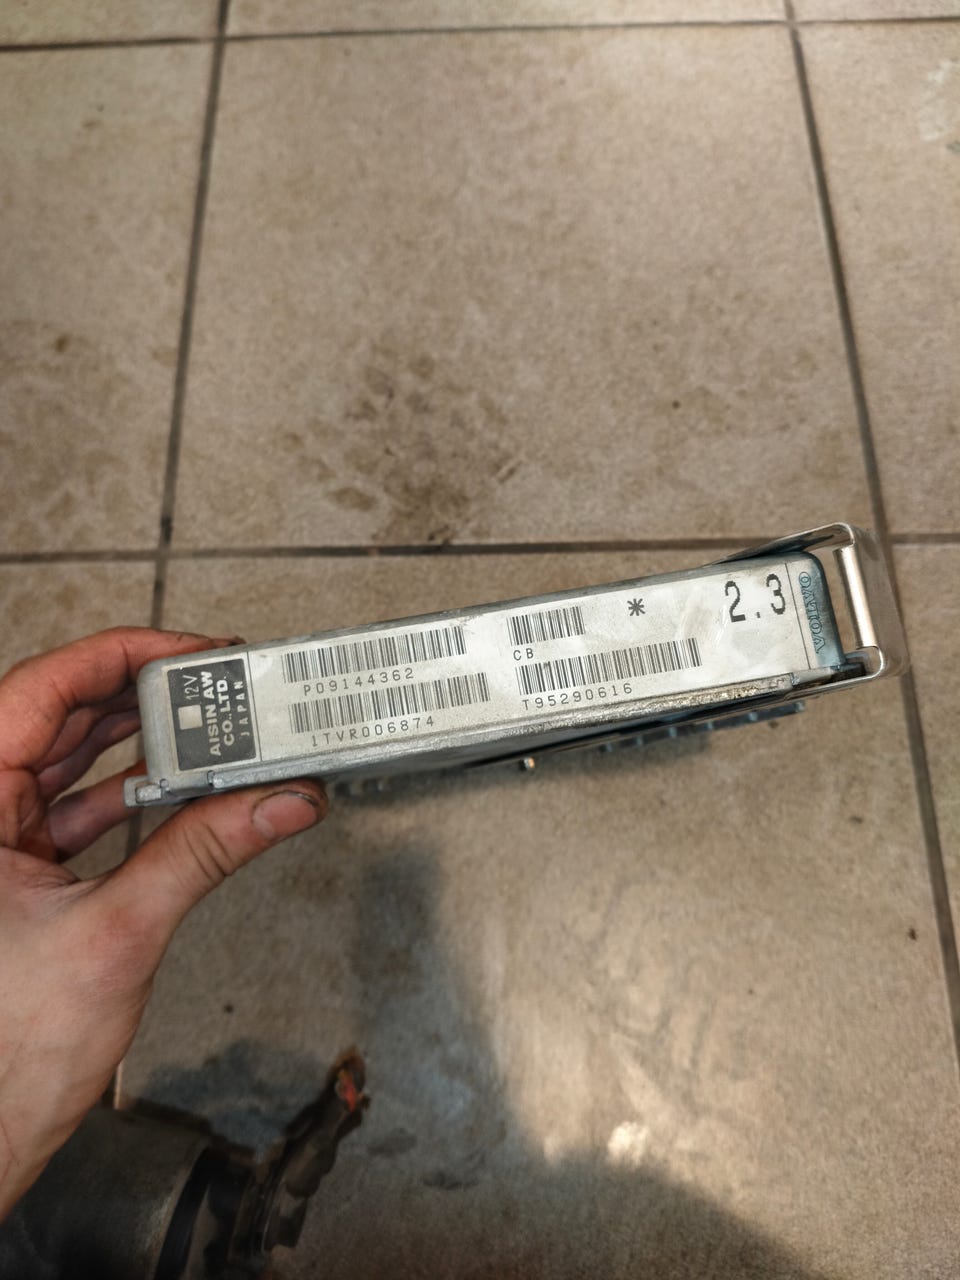 12V
AISIN AW
CO.,LTD.
JAPAN
P09144362
1TVR006874
CB
T95290616
*
2.3
VOLVO